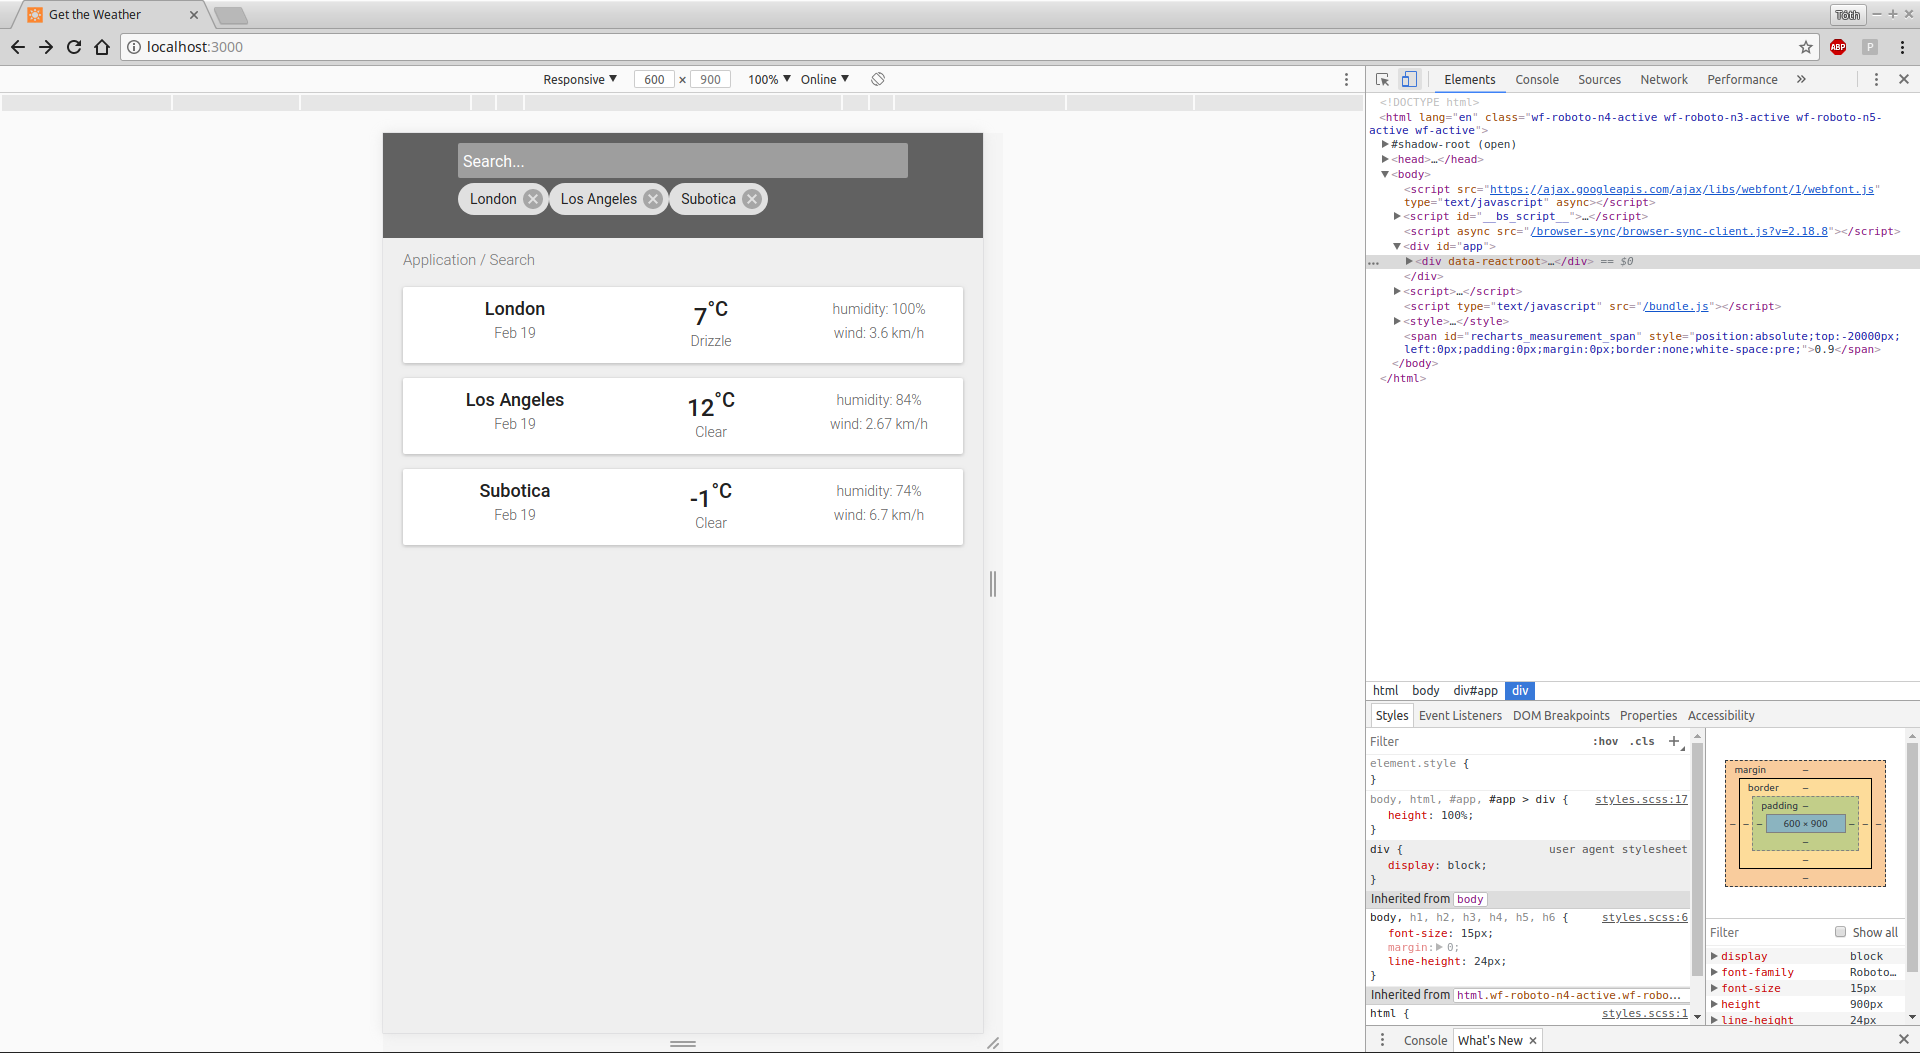 Get the Weather
Tóth
localhost:3000
ABP
P
Responsive 600 × 900 100% Online
Elements Console Sources Network Performance »
Search...
London Los Angeles Subotica
Application / Search
London
Feb 19
7°C
Drizzle
humidity: 100%
wind: 3.6 km/h
Los Angeles
Feb 19
12°C
Clear
humidity: 84%
wind: 2.67 km/h
Subotica
Feb 19
-1°C
Clear
humidity: 74%
wind: 6.7 km/h
<!DOCTYPE html>
<html lang="en" class="wf-roboto-n4-active wf-roboto-n3-active wf-roboto-n5-
active wf-active">
#shadow-root (open)
<head>…</head>
<body>
<script src="https://ajax.googleapis.com/ajax/libs/webfont/1/webfont.js"
type="text/javascript" async></script>
<script id="__bs_script__">…</script>
<script async src="/browser-sync/browser-sync-client.js?v=2.18.8"></script>
<div id="app">
… <div data-reactroot>…</div> == $0
</div>
<script>…</script>
<script type="text/javascript" src="/bundle.js"></script>
<style>…</style>
<span id="recharts_measurement_span" style="position:absolute;top:-20000px;
left:0px;padding:0px;margin:0px;border:none;white-space:pre;">0.9</span>
</body>
</html>
html body div#app div
Styles Event Listeners DOM Breakpoints Properties Accessibility
Filter :hov .cls +
element.style {
}
body, html, #app, #app > div { styles.scss:17
height: 100%;
}
div { user agent stylesheet
display: block;
}
Inherited from body
body, h1, h2, h3, h4, h5, h6 { styles.scss:6
font-size: 15px;
margin: 0;
line-height: 24px;
}
Inherited from html.wf-roboto-n4-active.wf-robo…
html { styles.scss:1
margin –
border –
padding –
– – – 600 × 900 – – –
–
–
–
Filter Show all
display block
font-family Roboto…
font-size 15px
height 900px
line-height 24px
Console What's New ×